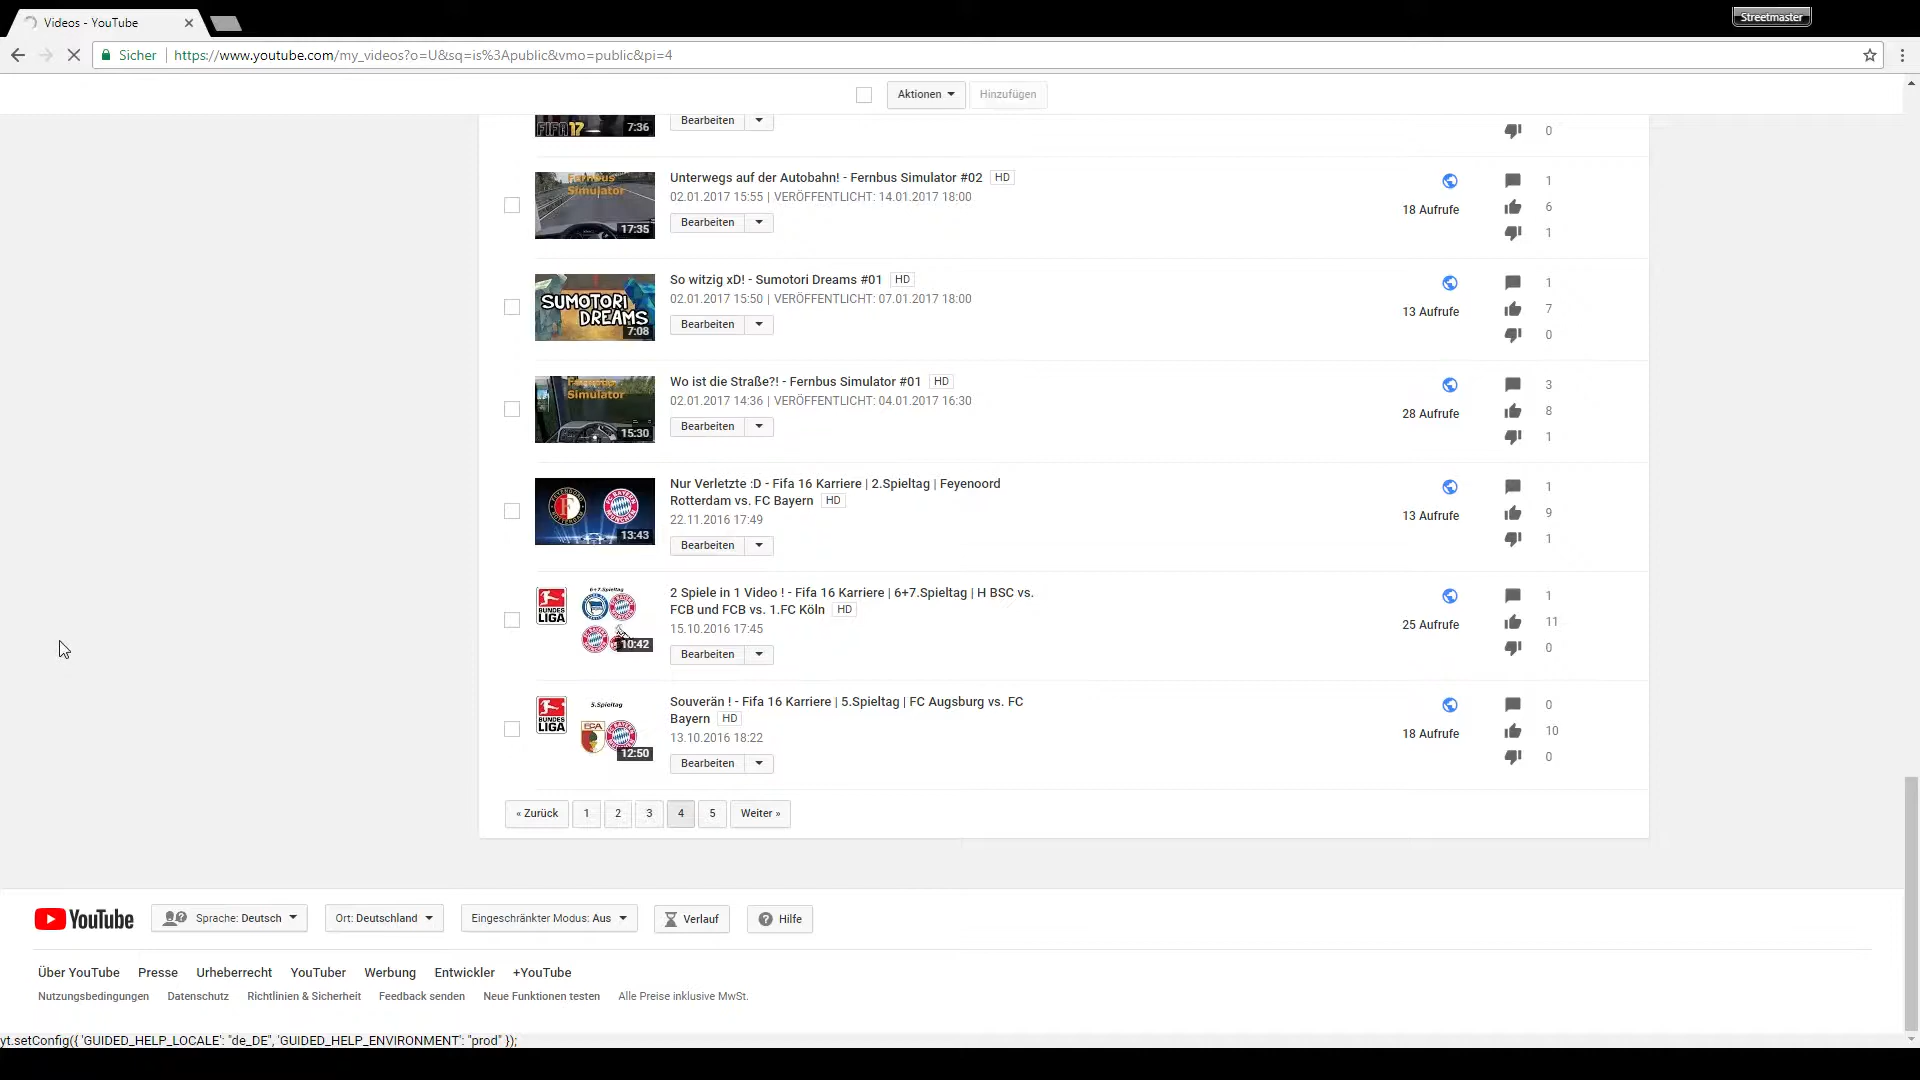 Videos - YouTube
Streetmaster
Sicher https://www.youtube.com/my_videos?o=U&sq=is%3Apublic&vmo=public&pi=4
Aktionen Hinzufügen
FIFA17 7:36 Bearbeiten 0
Unterwegs auf der Autobahn! - Fernbus Simulator #02 HD 1
02.01.2017 15:55 | VERÖFFENTLICHT: 14.01.2017 18:00
Fernbus
Simulator
17:35
Bearbeiten
18 Aufrufe
6
1
So witzig xD! - Sumotori Dreams #01 HD 1
02.01.2017 15:50 | VERÖFFENTLICHT: 07.01.2017 18:00
SUMOTORI
DREAMS
7:08
Bearbeiten
13 Aufrufe
7
0
Wo ist die Straße?! - Fernbus Simulator #01 HD 3
02.01.2017 14:36 | VERÖFFENTLICHT: 04.01.2017 16:30
Fernbus
Simulator
15:30
Bearbeiten
28 Aufrufe
8
1
Nur Verletzte :D - Fifa 16 Karriere | 2.Spieltag | Feyenoord
Rotterdam vs. FC Bayern HD
22.11.2016 17:49
13:43
Bearbeiten
13 Aufrufe
1
9
1
2 Spiele in 1 Video ! - Fifa 16 Karriere | 6+7.Spieltag | H BSC vs.
FCB und FCB vs. 1.FC Köln HD
15.10.2016 17:45
BUNDES
LIGA
6+7.Spieltag
10:42
Bearbeiten
25 Aufrufe
1
11
0
Souverän ! - Fifa 16 Karriere | 5.Spieltag | FC Augsburg vs. FC
Bayern HD
13.10.2016 18:22
BUNDES
LIGA
5.Spieltag
FCA
12:50
Bearbeiten
18 Aufrufe
0
10
0
« Zurück 1 2 3 4 5 Weiter »
YouTube Sprache: Deutsch Ort: Deutschland Eingeschränkter Modus: Aus Verlauf Hilfe
Über YouTube Presse Urheberrecht YouTuber Werbung Entwickler +YouTube
Nutzungsbedingungen Datenschutz Richtlinien & Sicherheit Feedback senden Neue Funktionen testen Alle Preise inklusive MwSt.
yt.setConfig({ 'GUIDED_HELP_LOCALE': "de_DE", 'GUIDED_HELP_ENVIRONMENT': "prod" });